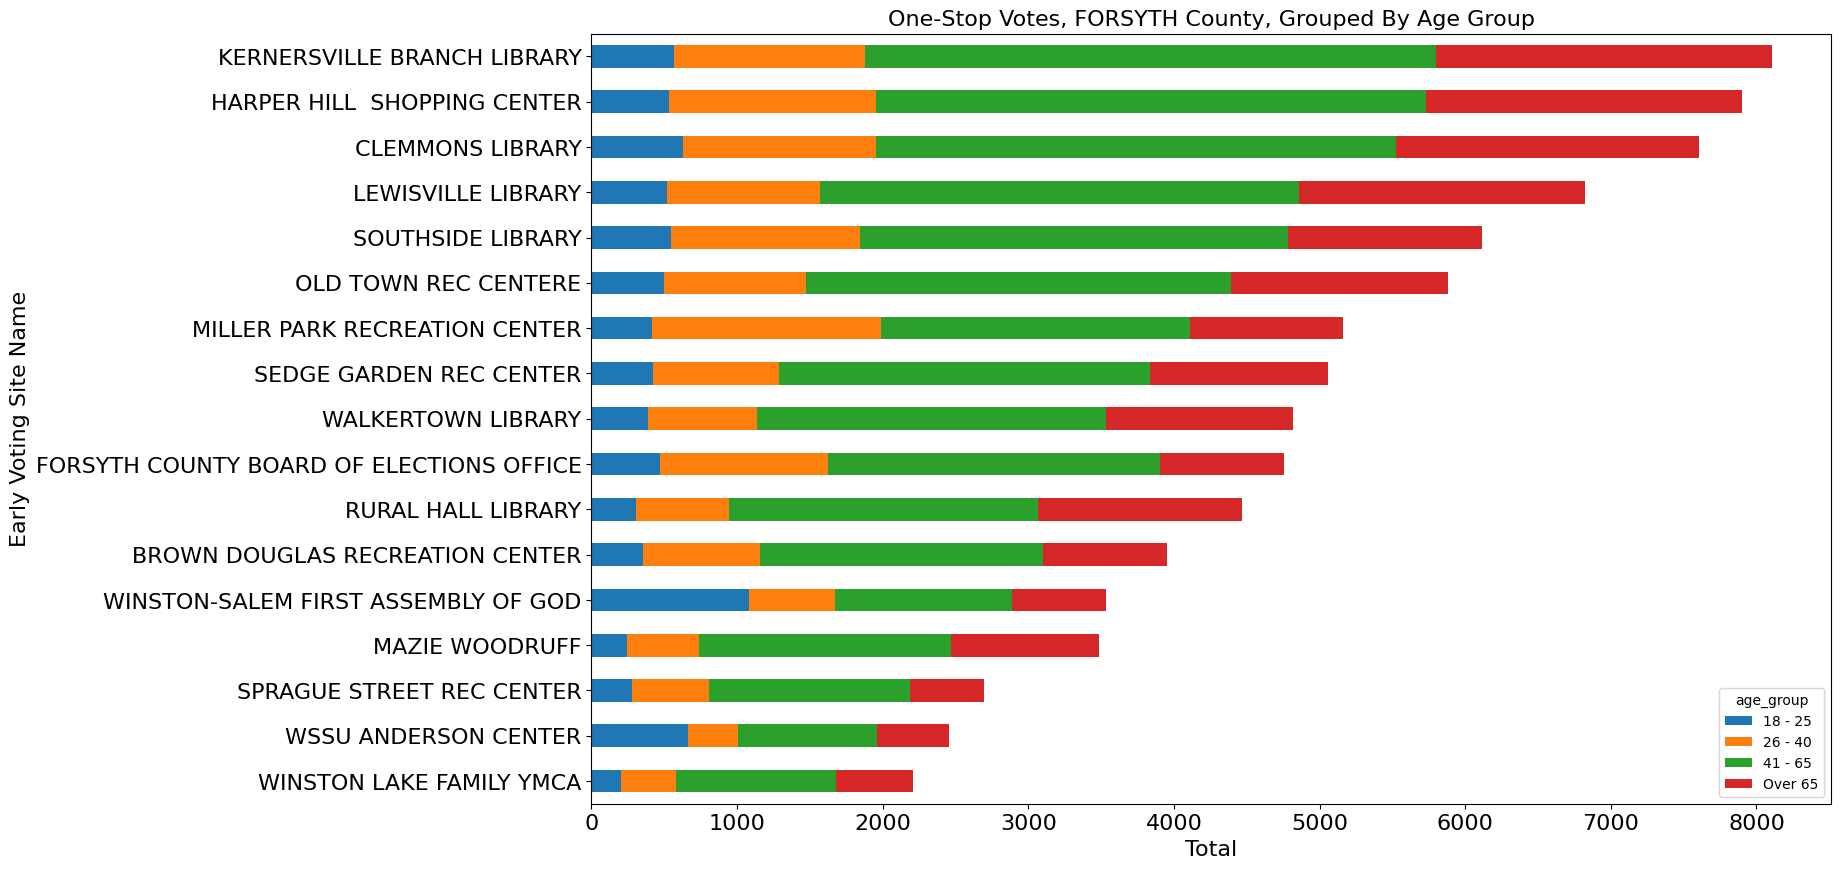 One-Stop Votes, FORSYTH County, Grouped By Age Group
Early Voting Site Name
KERNERSVILLE BRANCH LIBRARY
HARPER HILL  SHOPPING CENTER
CLEMMONS LIBRARY
LEWISVILLE LIBRARY
SOUTHSIDE LIBRARY
OLD TOWN REC CENTERE
MILLER PARK RECREATION CENTER
SEDGE GARDEN REC CENTER
WALKERTOWN LIBRARY
FORSYTH COUNTY BOARD OF ELECTIONS OFFICE
RURAL HALL LIBRARY
BROWN DOUGLAS RECREATION CENTER
WINSTON-SALEM FIRST ASSEMBLY OF GOD
MAZIE WOODRUFF
SPRAGUE STREET REC CENTER
WSSU ANDERSON CENTER
WINSTON LAKE FAMILY YMCA
age_group
18 - 25
26 - 40
41 - 65
Over 65
0 1000 2000 3000 4000 5000 6000 7000 8000
Total